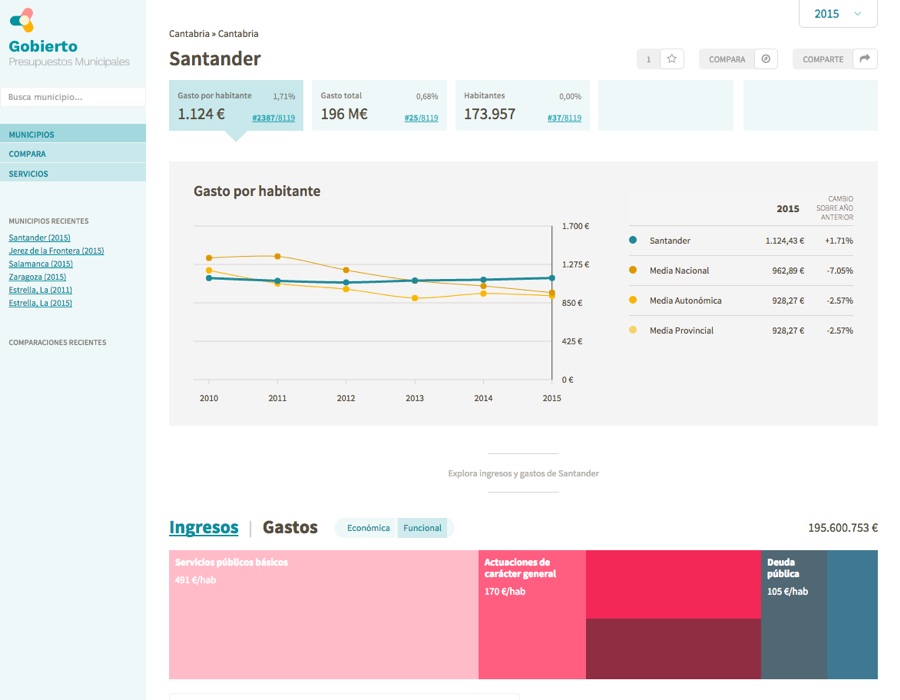 Gobierto
Presupuestos Municipales
Busca municipio...
MUNICIPIOS
COMPARA
SERVICIOS
MUNICIPIOS RECIENTES
Santander (2015)
Jerez de la Frontera (2015)
Salamanca (2015)
Zaragoza (2015)
Estrella, La (2011)
Estrella, La (2015)
COMPARACIONES RECIENTES
2015
Cantabria » Cantabria
Santander
1
COMPARA
COMPARTE
Gasto por habitante 1,71%
1.124 € #2387/8119
Gasto total 0,68%
196 M€ #25/8119
Habitantes 0,00%
173.957 #37/8119
Gasto por habitante
1.700 €
1.275 €
850 €
425 €
0 €
2010 2011 2012 2013 2014 2015
2015 CAMBIO
SOBRE AÑO
ANTERIOR
Santander 1.124,43 € +1.71%
Media Nacional 962,89 € -7.05%
Media Autonómica 928,27 € -2.57%
Media Provincial 928,27 € -2.57%
Explora ingresos y gastos de Santander
Ingresos | Gastos Económica Funcional 195.600.753 €
Servicios públicos básicos
491 €/hab
Actuaciones de
carácter general
170 €/hab
Deuda
pública
105 €/hab